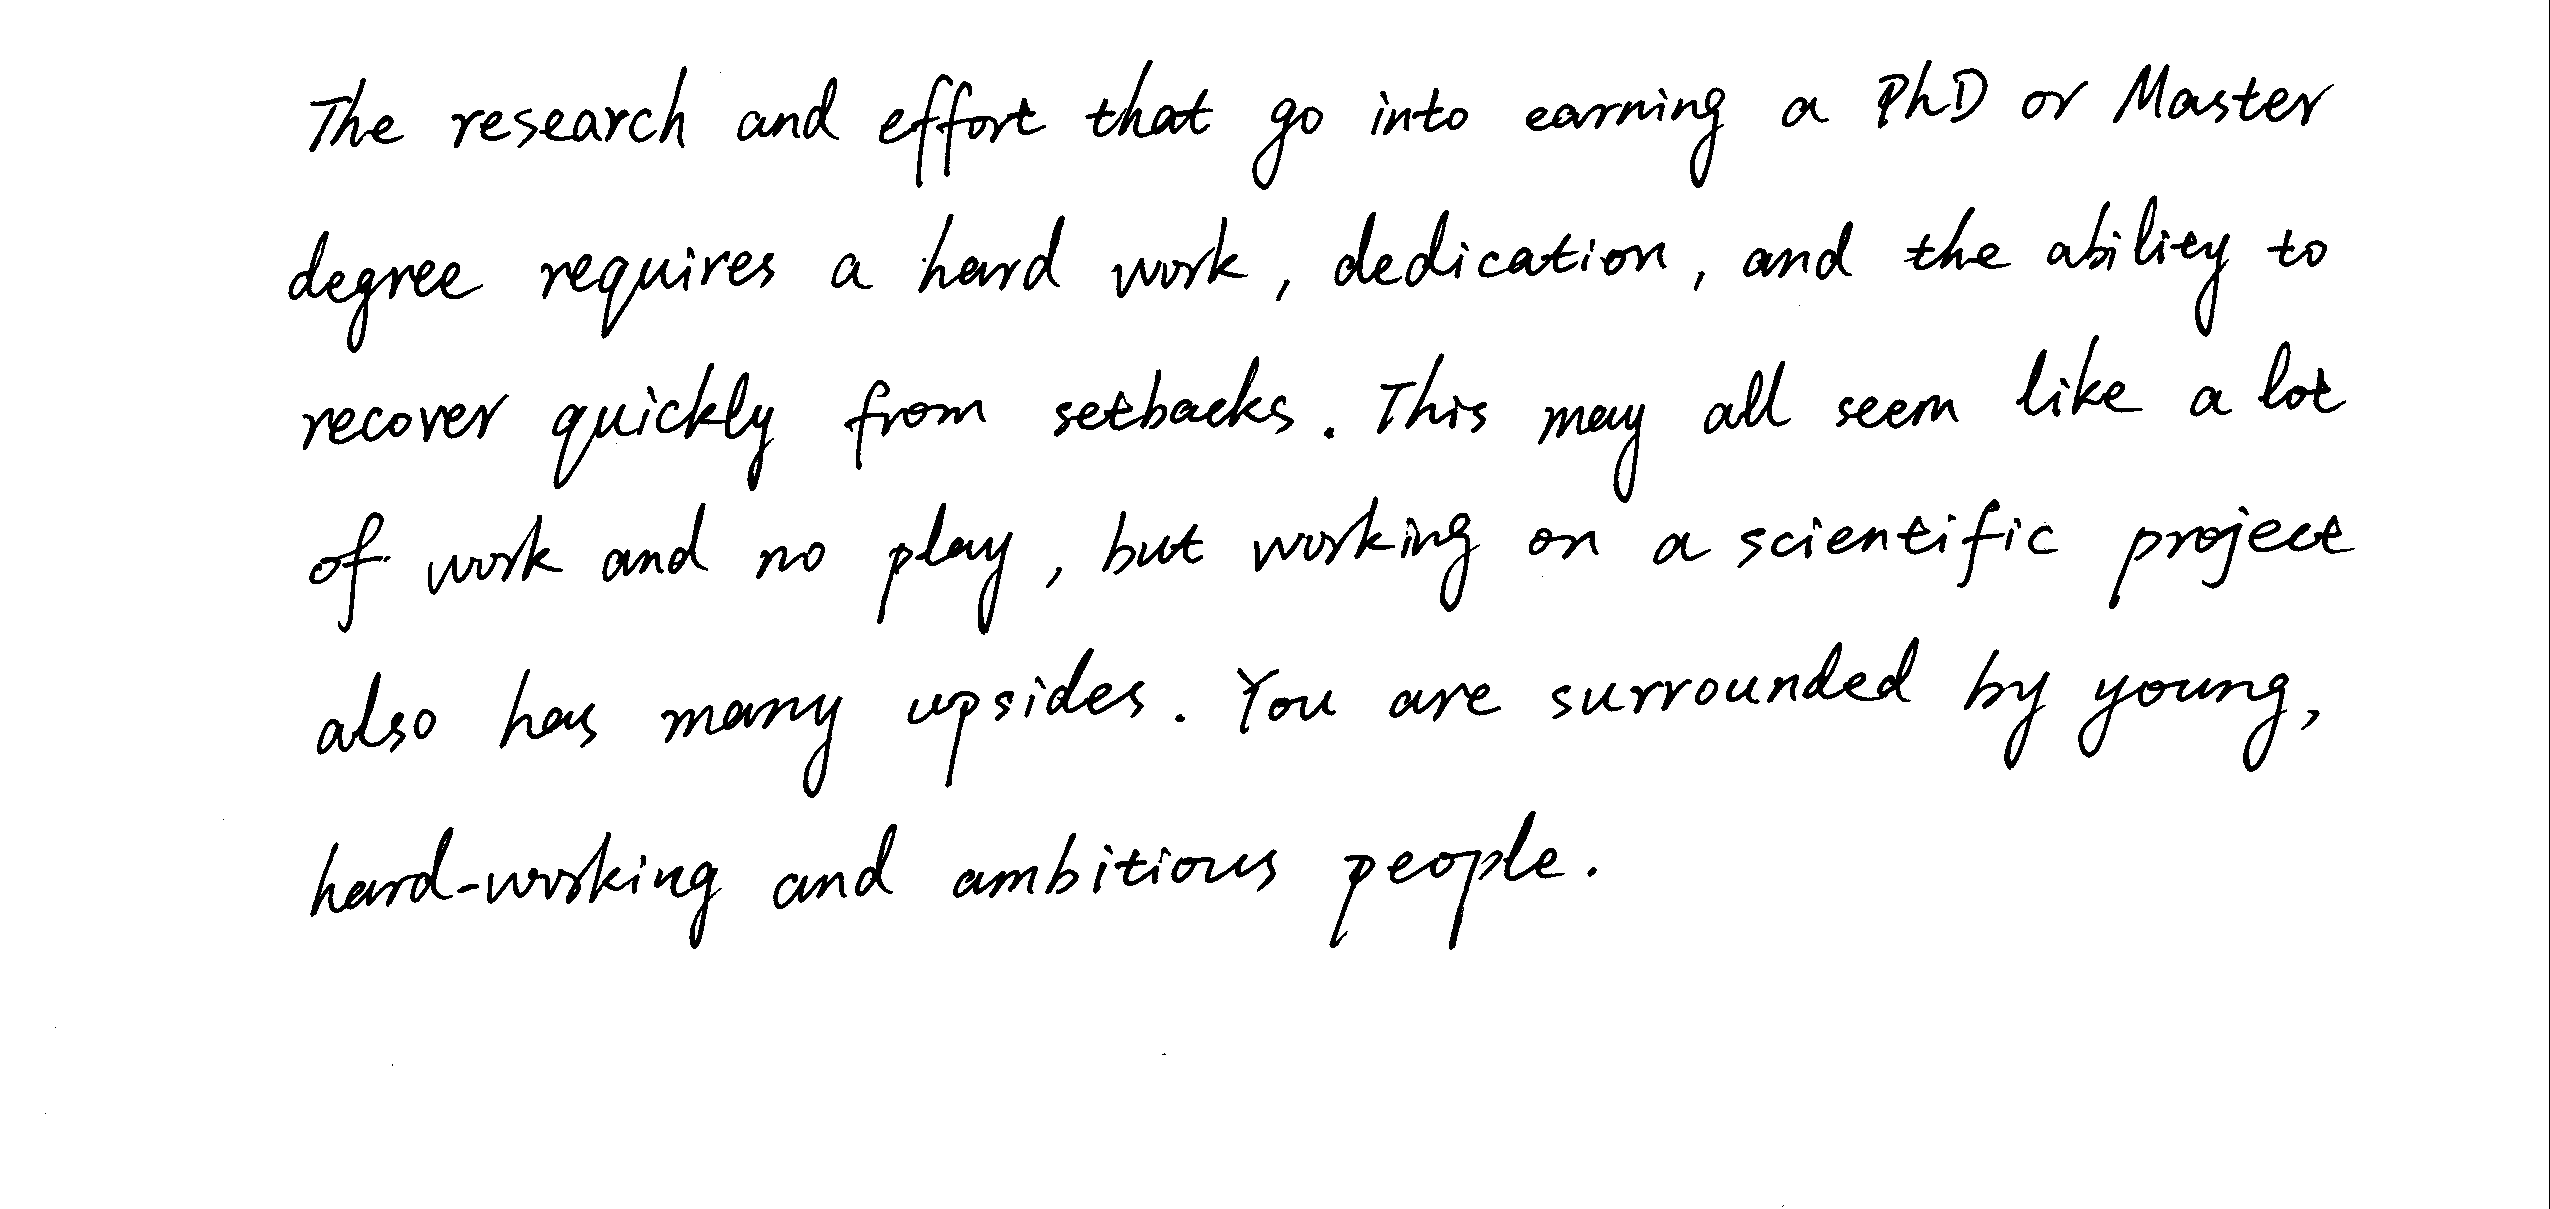 The research and effort that go into earning a PhD or Master
degree requires a hard work, dedication, and the ability to
recover quickly from setbacks. This may all seem like a lot
of work and no play, but working on a scientific project
also has many upsides. You are surrounded by young,
hard-working and ambitious people.